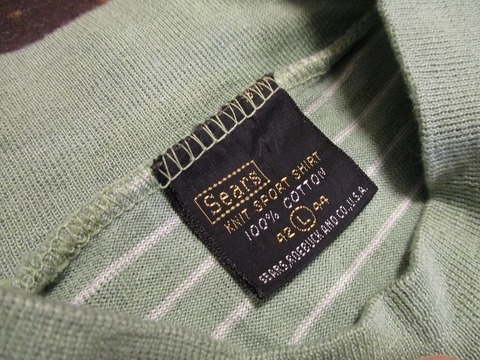 Sears
KNIT SPORT SHIRT
100% COTTON
42 L 44
SEARS, ROEBUCK AND CO., U.S.A.